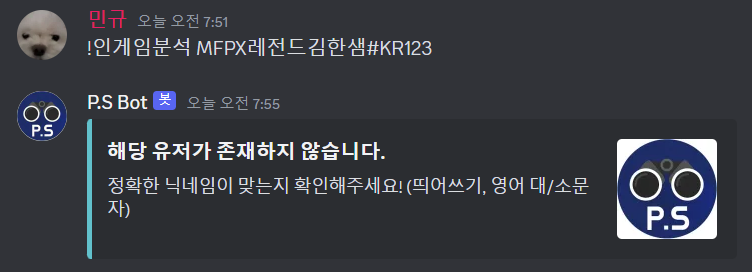 민규 오늘 오전 7:51
!인게임분석 MFPX레전드김한샘#KR123
P.S Bot 봇 오늘 오전 7:55
P.S
해당 유저가 존재하지 않습니다.
정확한 닉네임이 맞는지 확인해주세요! (띄어쓰기, 영어 대/소문
자)
P.S